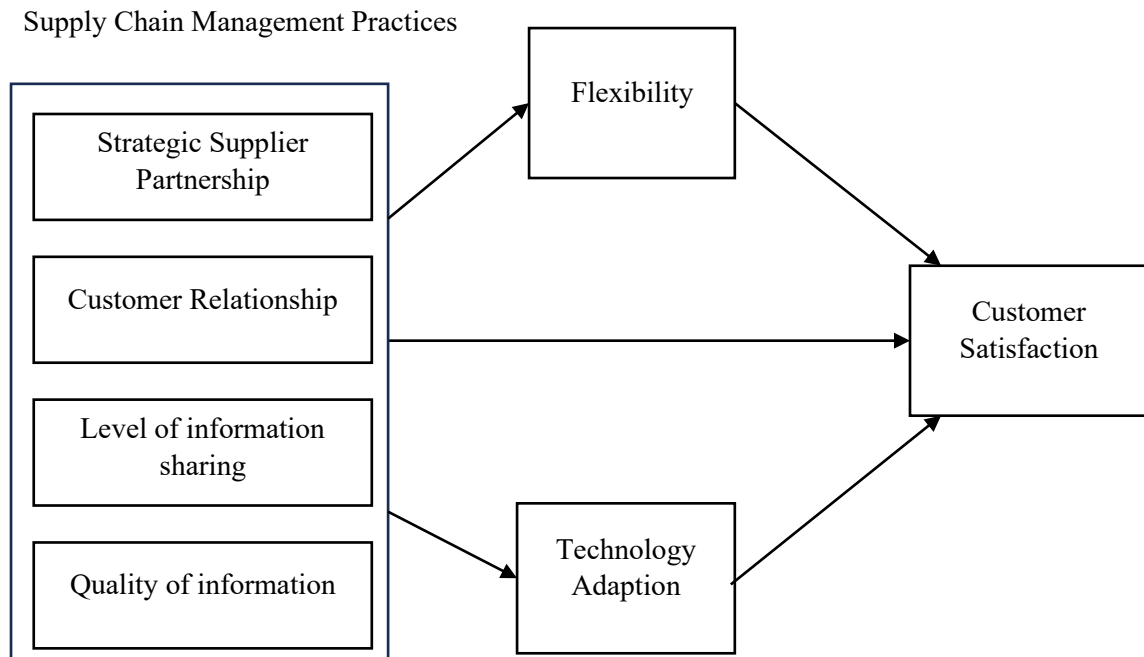 Supply Chain Management Practices
Flexibility
Strategic Supplier
Partnership
Customer Relationship
Customer
Satisfaction
Level of information
sharing
Technology
Adaption
Quality of information